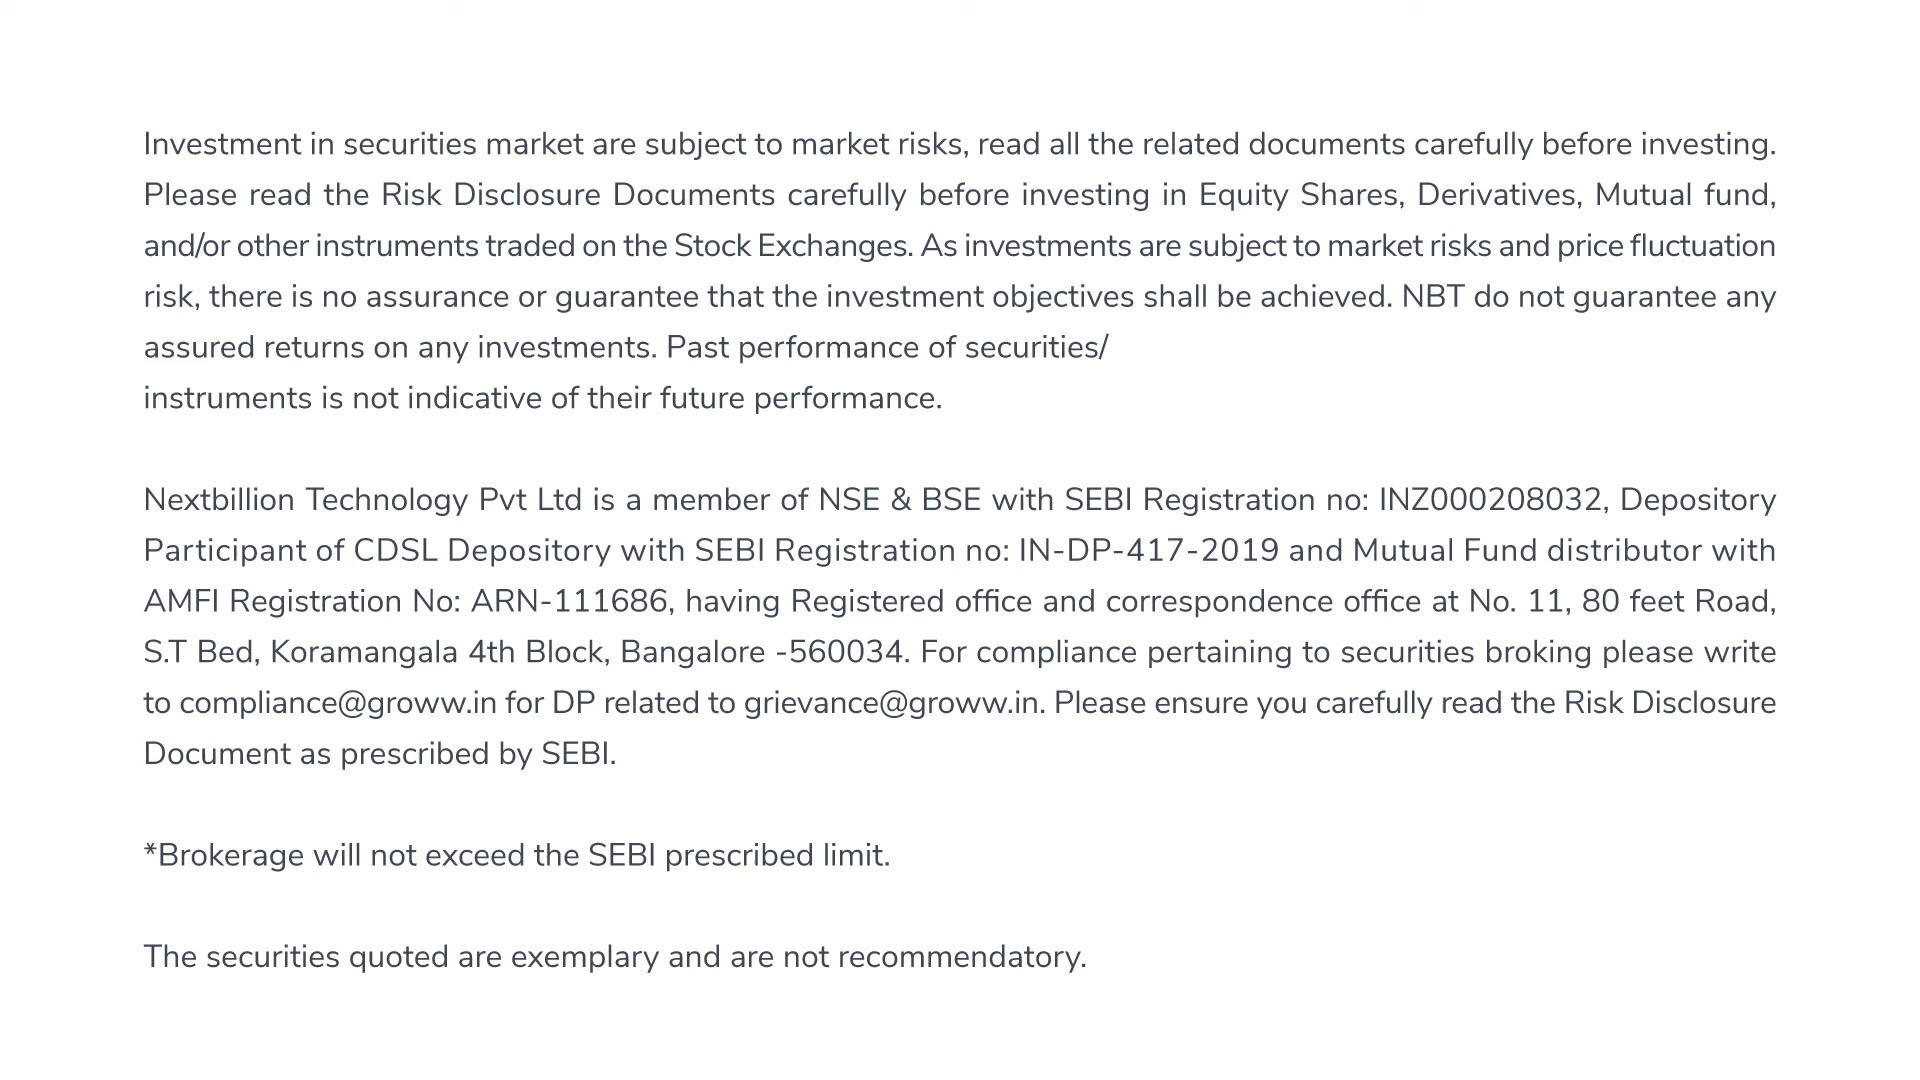 Investment in securities market are subject to market risks, read all the related documents carefully before investing.
Please read the Risk Disclosure Documents carefully before investing in Equity Shares, Derivatives, Mutual fund,
and/or other instruments traded on the Stock Exchanges. As investments are subject to market risks and price fluctuation
risk, there is no assurance or guarantee that the investment objectives shall be achieved. NBT do not guarantee any
assured returns on any investments. Past performance of securities/
instruments is not indicative of their future performance.
Nextbillion Technology Pvt Ltd is a member of NSE & BSE with SEBI Registration no: INZ000208032, Depository
Participant of CDSL Depository with SEBI Registration no: IN-DP-417-2019 and Mutual Fund distributor with
AMFI Registration No: ARN-111686, having Registered office and correspondence office at No. 11, 80 feet Road,
S.T Bed, Koramangala 4th Block, Bangalore -560034. For compliance pertaining to securities broking please write
to compliance@groww.in for DP related to grievance@groww.in. Please ensure you carefully read the Risk Disclosure
Document as prescribed by SEBI.
*Brokerage will not exceed the SEBI prescribed limit.
The securities quoted are exemplary and are not recommendatory.